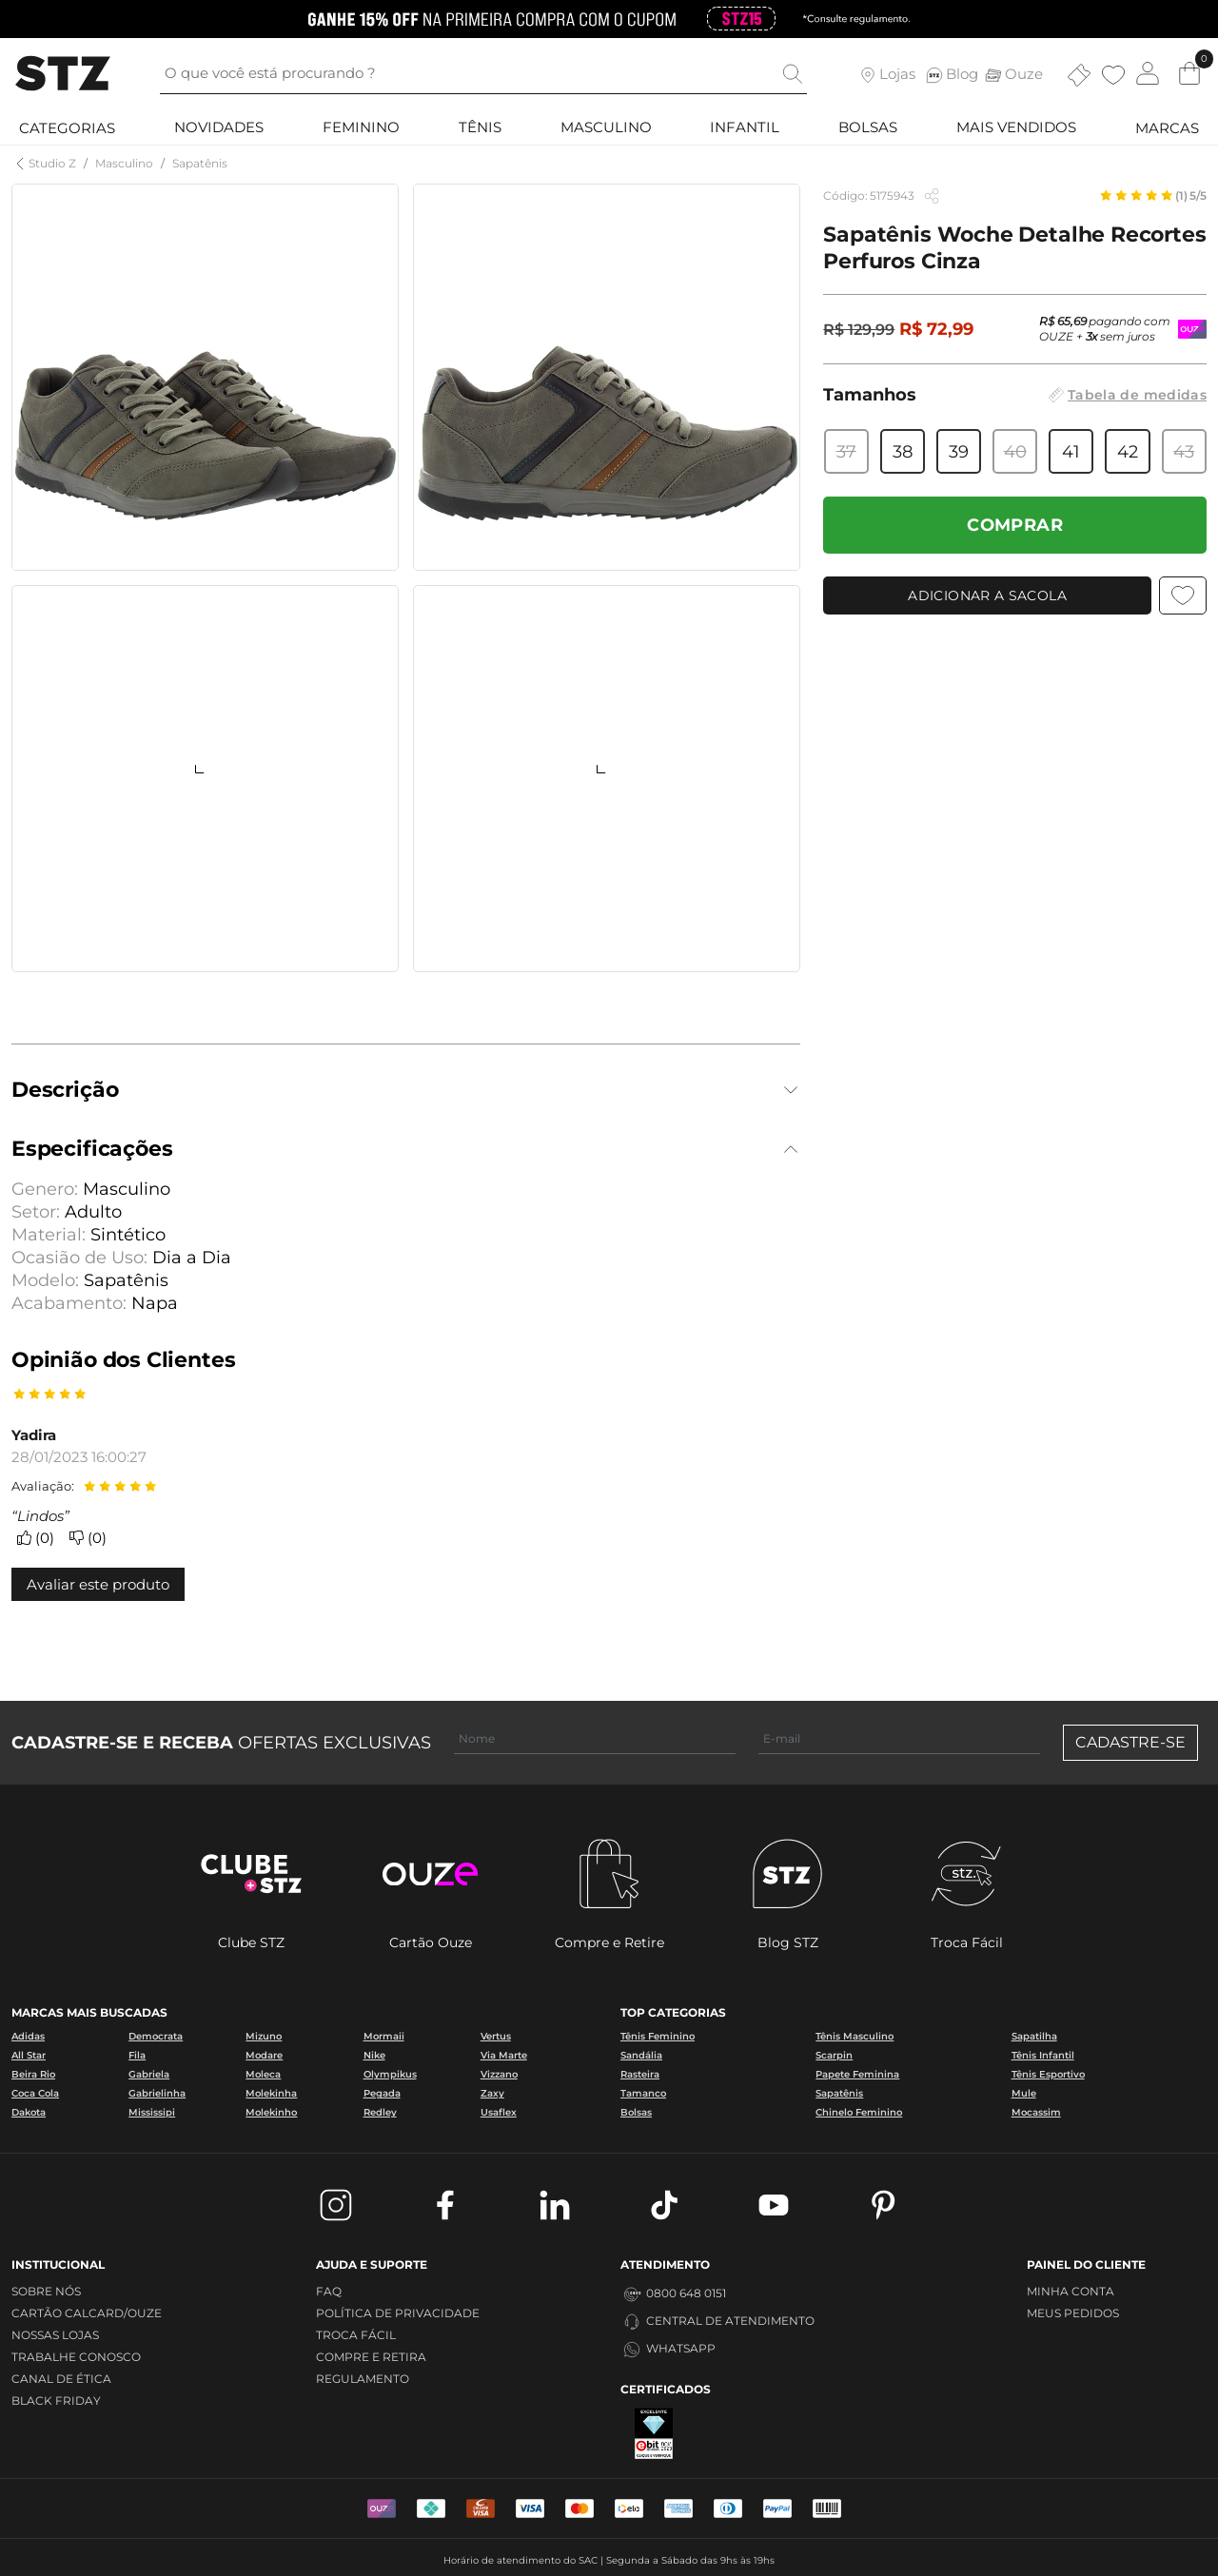 GANHE 15% OFF NA PRIMEIRA COMPRA COM O CUPOM STZ15 *Consulte regulamento.
STZ
O que você está procurando ?
Lojas
STZ
Blog
Ouze
0
CATEGORIAS
NOVIDADES
FEMININO
TÊNIS
MASCULINO
INFANTIL
BOLSAS
MAIS VENDIDOS
MARCAS
Studio Z / Masculino / Sapatênis
Código: 5175943
(1) 5/5
Sapatênis Woche Detalhe Recortes
Perfuros Cinza
R$ 129,99 R$ 72,99
R$ 65,69 pagando com
OUZE + 3x sem juros
OUZE
Tamanhos
Tabela de medidas
37
38
39
40
41
42
43
COMPRAR
ADICIONAR A SACOLA
Descrição
Especificações
Genero: Masculino
Setor: Adulto
Material: Sintético
Ocasião de Uso: Dia a Dia
Modelo: Sapatênis
Acabamento: Napa
Opinião dos Clientes
Yadira
28/01/2023 16:00:27
Avaliação:
“Lindos”
(0) (0)
Avaliar este produto
CADASTRE-SE E RECEBA OFERTAS EXCLUSIVAS
Nome
E-mail
CADASTRE-SE
CLUBE
+STZ
OUZE
STZ
stz
Clube STZ
Cartão Ouze
Compre e Retire
Blog STZ
Troca Fácil
MARCAS MAIS BUSCADAS
Adidas
Democrata
Mizuno
Mormaii
Vertus
All Star
Fila
Modare
Nike
Via Marte
Beira Rio
Gabriela
Moleca
Olympikus
Vizzano
Coca Cola
Gabrielinha
Molekinha
Pegada
Zaxy
Dakota
Mississipi
Molekinho
Redley
Usaflex
TOP CATEGORIAS
Tênis Feminino
Tênis Masculino
Sapatilha
Sandália
Scarpin
Tênis Infantil
Rasteira
Papete Feminina
Tênis Esportivo
Tamanco
Sapatênis
Mule
Bolsas
Chinelo Feminino
Mocassim
INSTITUCIONAL
SOBRE NÓS
CARTÃO CALCARD/OUZE
NOSSAS LOJAS
TRABALHE CONOSCO
CANAL DE ÉTICA
BLACK FRIDAY
AJUDA E SUPORTE
FAQ
POLÍTICA DE PRIVACIDADE
TROCA FÁCIL
COMPRE E RETIRA
REGULAMENTO
ATENDIMENTO
0800 648 0151
CENTRAL DE ATENDIMENTO
WHATSAPP
CERTIFICADOS
EXCELENTE
ebit
CLIQUE E VERIFIQUE
PAINEL DO CLIENTE
MINHA CONTA
MEUS PEDIDOS
OUZE
VISA
VISA
elo
PayPal
Horário de atendimento do SAC | Segunda a Sábado das 9hs às 19hs